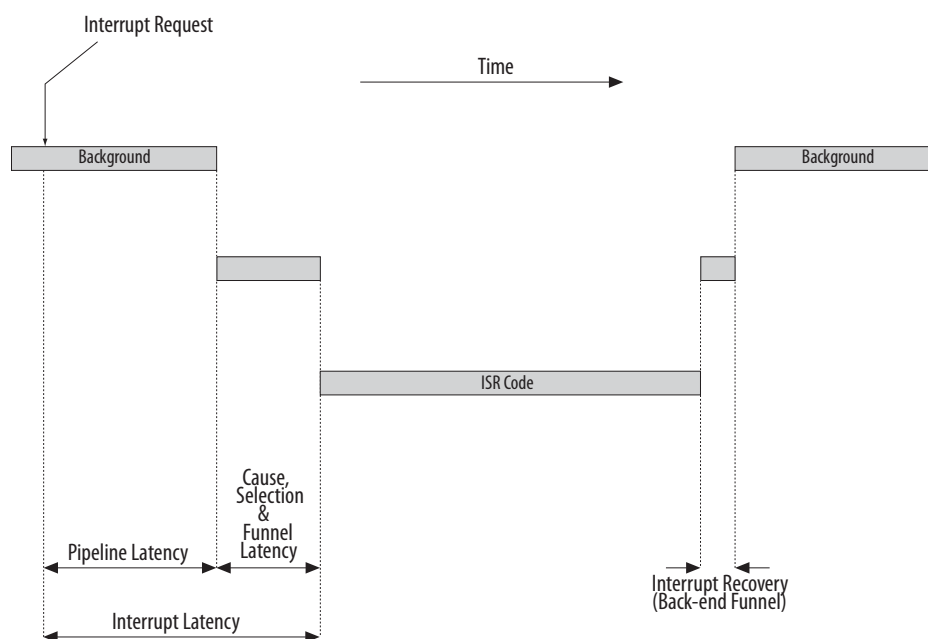 Interrupt Request
Time
Background
Background
ISR Code
Cause,
Selection
&
Funnel
Latency
Pipeline Latency
Interrupt Recovery
(Back-end Funnel)
Interrupt Latency